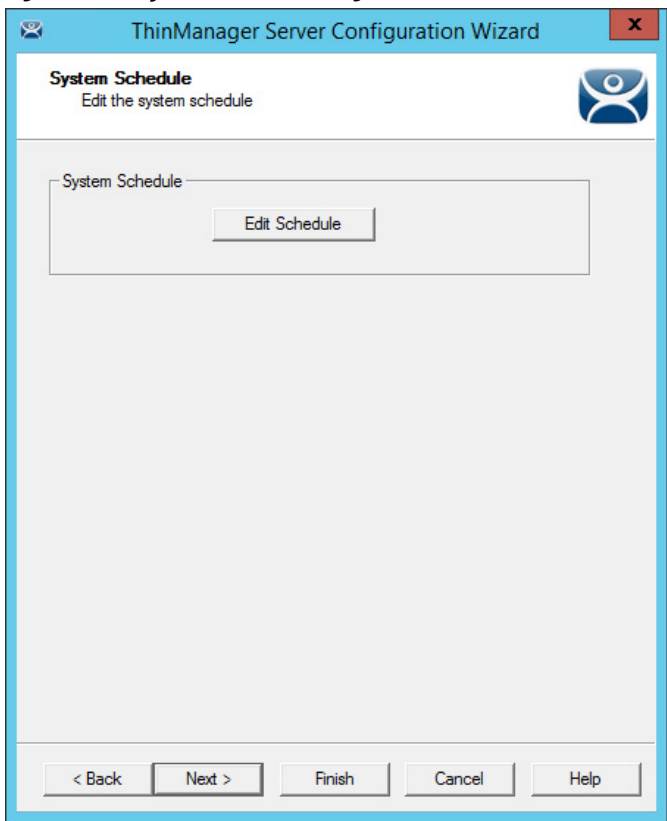 ThinManager Server Configuration Wizard
x
System Schedule
Edit the system schedule
System Schedule
Edit Schedule
< Back Next > Finish Cancel Help